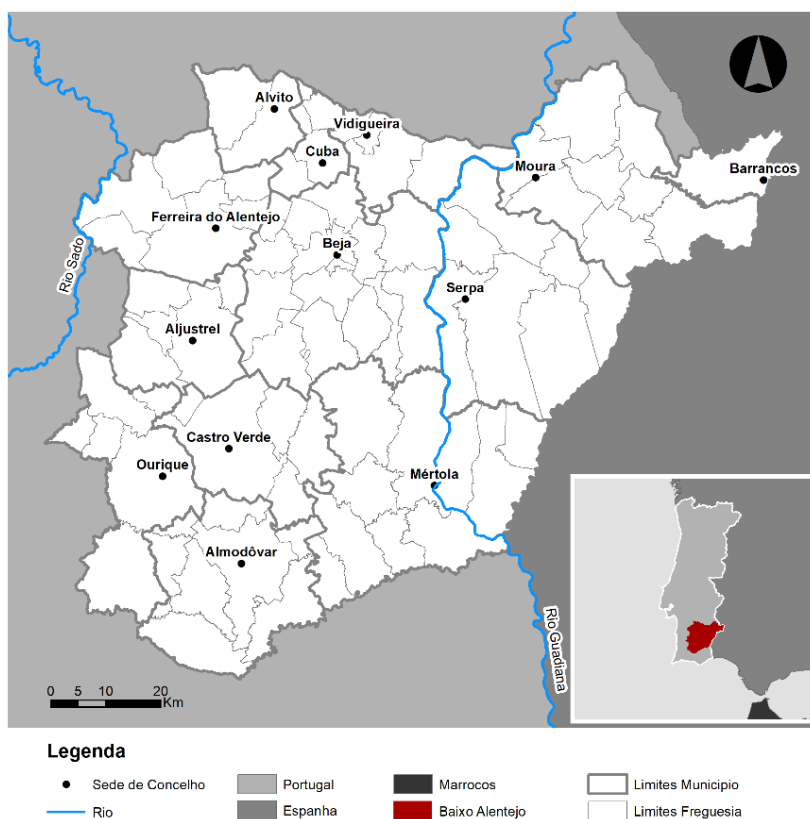 Alvito
Vidigueira
Cuba
Moura
Barrancos
Ferreira do Alentejo
Rio Sado
Beja
Serpa
Aljustrel
Castro Verde
Ourique
Mértola
Almodôvar
Rio Guadiana
0 5 10 20
Km
Legenda
Sede de Concelho
Portugal
Marrocos
Limites Municipio
Rio
Espanha
Baixo Alentejo
Limites Freguesia